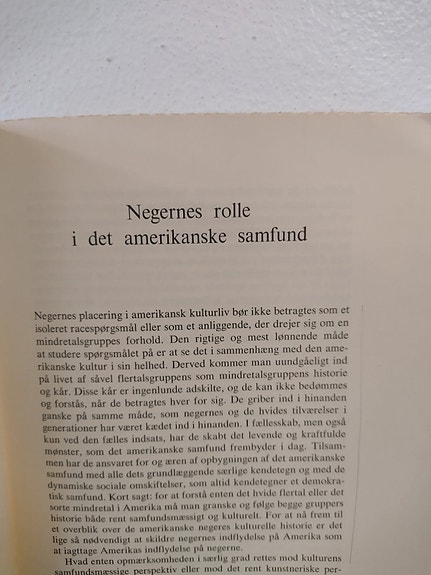 Negernes rolle
i det amerikanske samfund
Negernes placering i amerikansk kulturliv bør ikke betragtes som et
isoleret racespørgsmål eller som et anliggende, der drejer sig om en
mindretalsgruppes forhold. Den rigtige og mest lønnende måde
at studere spørgsmålet på er at se det i sammenhæng med den ame-
rikanske kultur i sin helhed. Derved kommer man uundgåeligt ind
på livet af såvel flertalsgruppens som mindretalsgruppens historie
og kår. Disse kår er ingenlunde adskilte, og de kan ikke bedømmes
og forstås, når de betragtes hver for sig. De griber ind i hinanden
ganske på samme måde, som negernes og de hvides tilværelser i
generationer har været kædet ind i hinanden. I fællesskab, men også
kun ved den fælles indsats, har de skabt det levende og kraftfulde
mønster, som det amerikanske samfund frembyder i dag. Tilsam-
men har de ansvaret for og æren af opbygningen af det amerikanske
samfund med alle dets grundlæggende særlige kendetegn og med de
dynamiske sociale omskiftelser, som altid kendetegner et demokra-
tisk samfund. Kort sagt: for at forstå enten det hvide flertal eller det
sorte mindretal i Amerika må man granske og følge begge gruppers
historie både rent samfundsmæssigt og kulturelt. For at nå frem til
et overblik over de amerikanske negeres kulturelle historie er det
lige så nødvendigt at skildre negernes indflydelse på Amerika som
at iagttage Amerikas indflydelse på negerne.
Hvad enten opmærksomheden i særlig grad rettes mod kulturens
samfundsmæssige perspektiv eller mod det rent kunstneriske per-